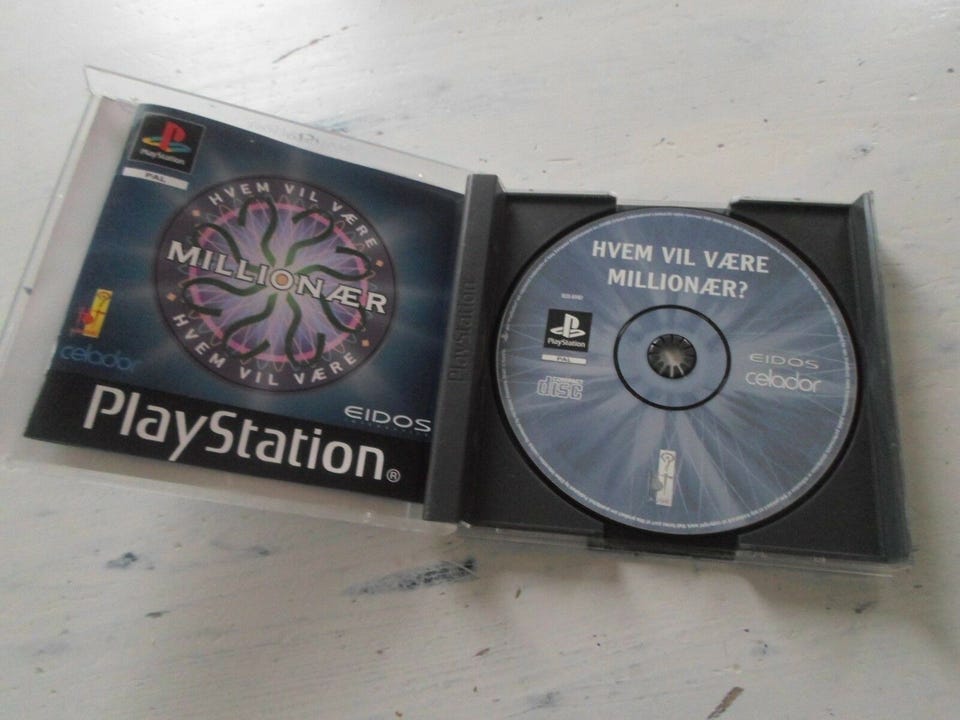 PlayStation
PAL
HVEM VIL VÆRE
MILLIONÆR
HVEM VIL VÆRE
celador
EIDOS
PlayStation®
PlayStation
HVEM VIL VÆRE
MILLIONÆR?
PlayStation
PAL
EIDOS
celador
disc